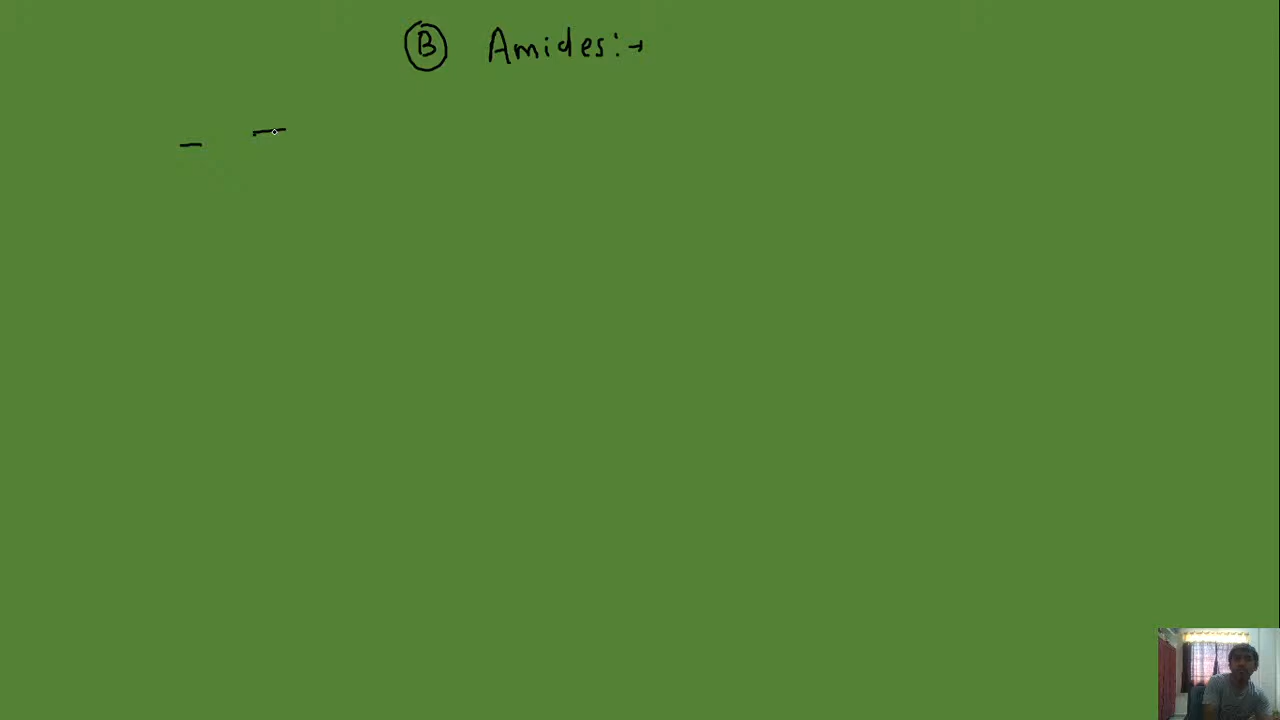 Ⓑ Amides:→
– –